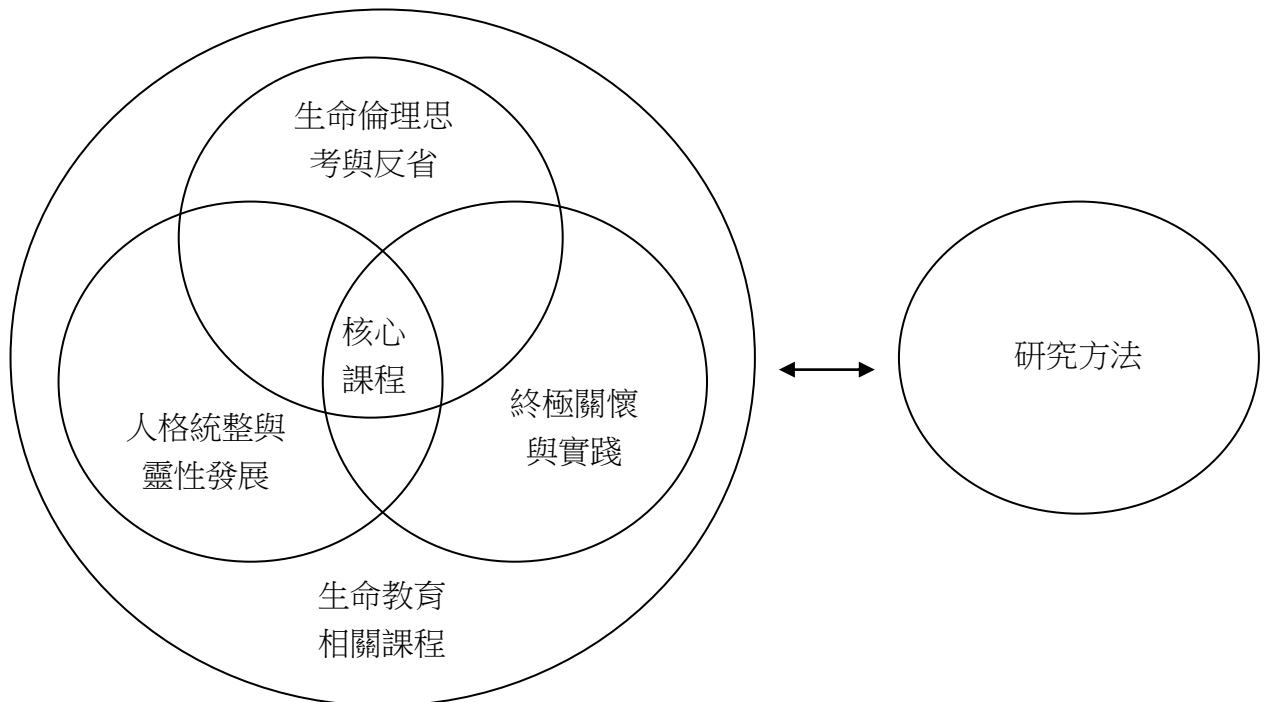 生命倫理思
考與反省
核心
課程
人格統整與
靈性發展
終極關懷
與實踐
生命教育
相關課程
研究方法